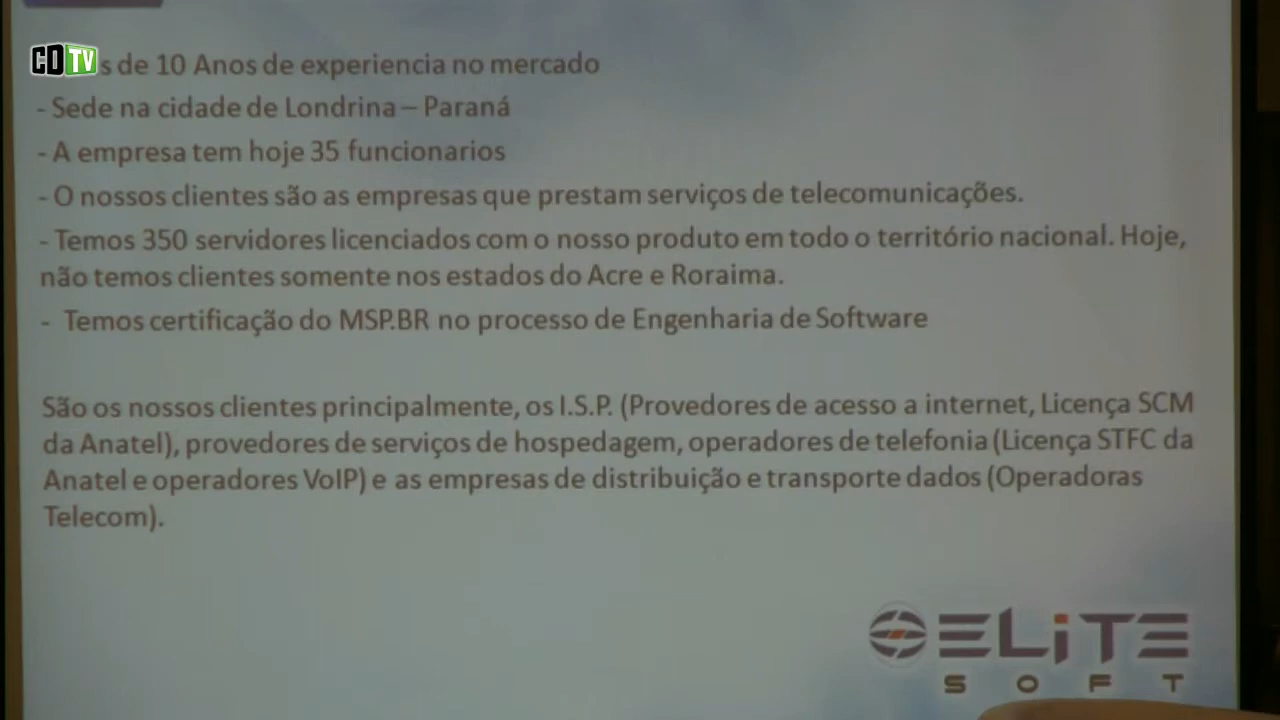 CDTV
s de 10 Anos de experiencia no mercado
- Sede na cidade de Londrina – Paraná
- A empresa tem hoje 35 funcionarios
- O nossos clientes são as empresas que prestam serviços de telecomunicações.
- Temos 350 servidores licenciados com o nosso produto em todo o território nacional. Hoje,
não temos clientes somente nos estados do Acre e Roraima.
- Temos certificação do MSP.BR no processo de Engenharia de Software
São os nossos clientes principalmente, os I.S.P. (Provedores de acesso a internet, Licença SCM
da Anatel), provedores de serviços de hospedagem, operadores de telefonia (Licença STFC da
Anatel e operadores VoIP) e as empresas de distribuição e transporte dados (Operadoras
Telecom).
ELiTE
SOFT